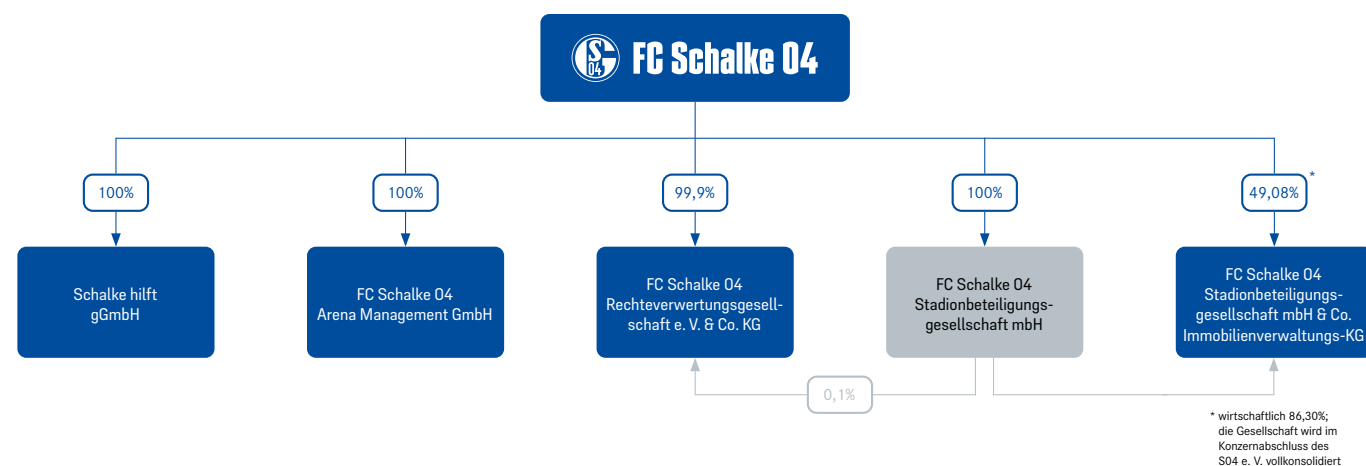 S
04
FC Schalke 04
100%
100%
99,9%
100%
49,08%
*
Schalke hilft
gGmbH
FC Schalke 04
Arena Management GmbH
FC Schalke 04
Rechteverwertungsgesell-
schaft e. V. & Co. KG
FC Schalke 04
Stadionbeteiligungs-
gesellschaft mbH
FC Schalke 04
Stadionbeteiligungs-
gesellschaft mbH & Co.
Immobilienverwaltungs-KG
0,1%
* wirtschaftlich 86,30%;
die Gesellschaft wird im
Konzernabschluss des
S04 e. V. vollkonsolidiert